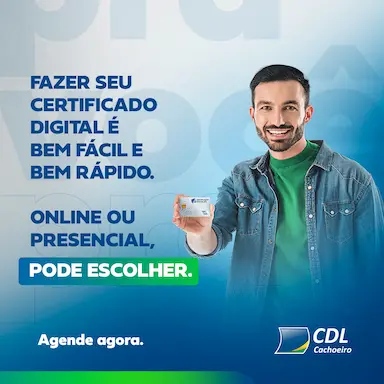 FAZER SEU
CERTIFICADO
DIGITAL É
BEM FÁCIL E
BEM RÁPIDO.
ONLINE OU
PRESENCIAL,
PODE ESCOLHER.
Agende agora.
CDL
Cachoeiro